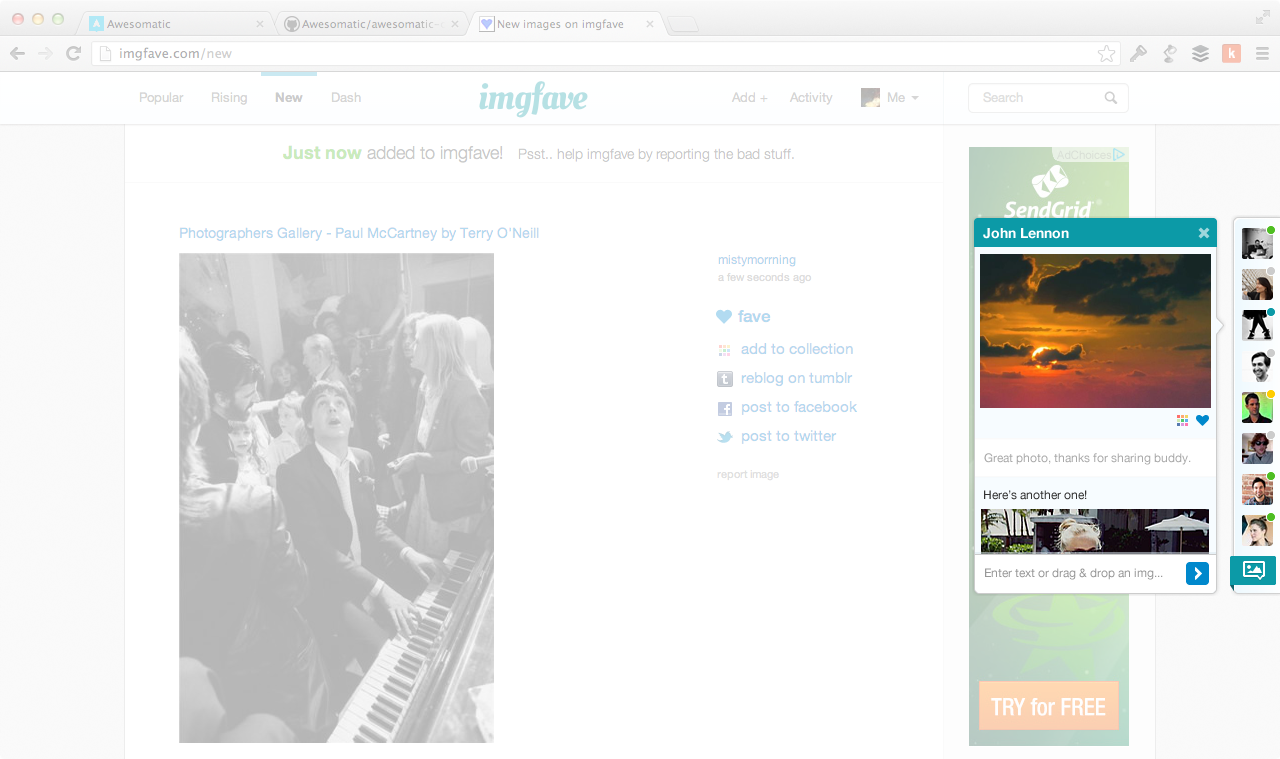 Awesomatic
Awesomatic/awesomatic-
New images on imgfave
imgfave.com/new
k
Popular
Rising
New
Dash
imgfave
Add +
Activity
Me
Search
Just now added to imgfave!
Psst.. help imgfave by reporting the bad stuff.
Photographers Gallery - Paul McCartney by Terry O'Neill
mistymorrning
a few seconds ago
fave
add to collection
reblog on tumblr
post to facebook
post to twitter
report image
AdChoices
SendGrid
John Lennon
Great photo, thanks for sharing buddy.
Here's another one!
Enter text or drag & drop an img...
TRY for FREE